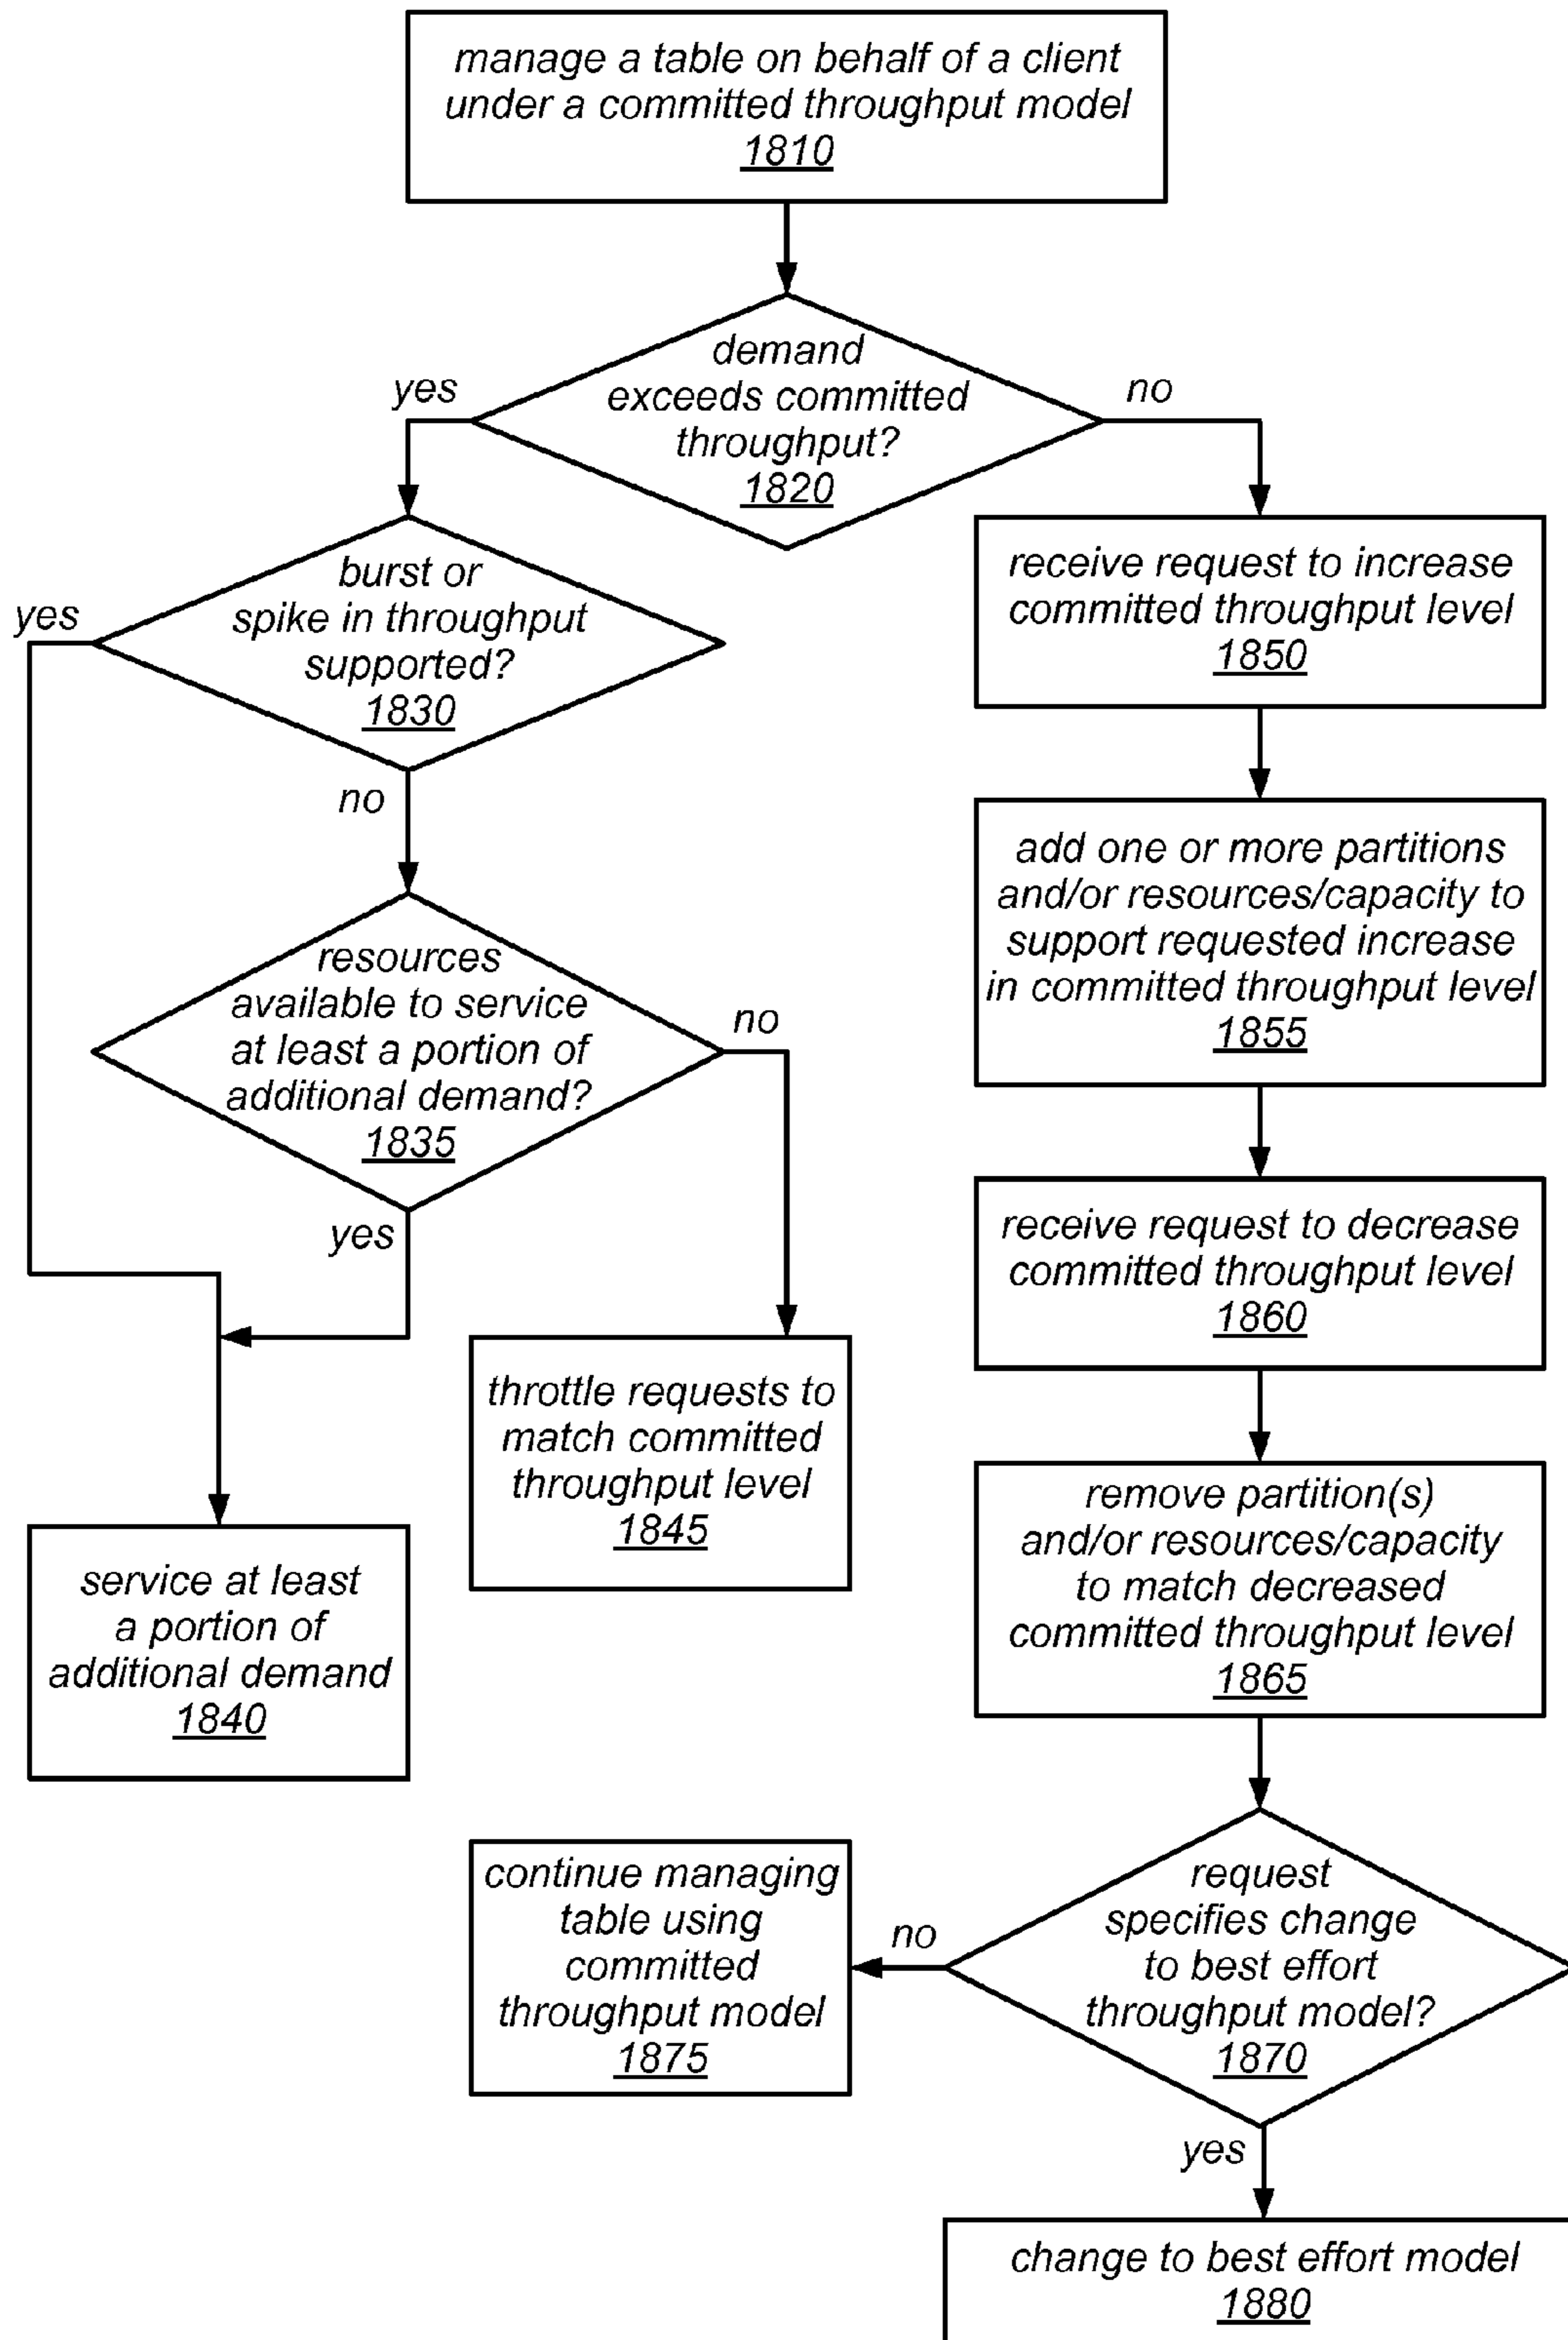 manage a table on behalf of a client
under a committed throughput model
1810
demand
exceeds committed
throughput?
1820
yes
no
burst or
spike in throughput
supported?
1830
yes
no
resources
available to service
at least a portion of
additional demand?
1835
no
yes
throttle requests to
match committed
throughput level
1845
service at least
a portion of
additional demand
1840
receive request to increase
committed throughput level
1850
add one or more partitions
and/or resources/capacity to
support requested increase
in committed throughput level
1855
receive request to decrease
committed throughput level
1860
remove partition(s)
and/or resources/capacity
to match decreased
committed throughput level
1865
request
specifies change
to best effort
throughput model?
1870
no
continue managing
table using
committed
throughput model
1875
yes
change to best effort model
1880